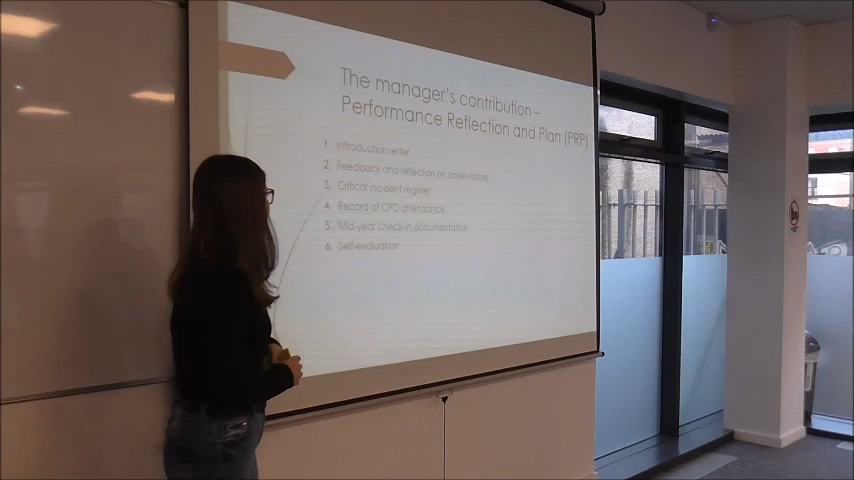 The manager's contribution –
Performance Reflection and Plan (PRP)
1. Introduction letter
2. Feedback and reflection on observations
3. Critical incident register
4. Record of CPD attendance
5. Mid-year check-in documentation
6. Self-evaluation